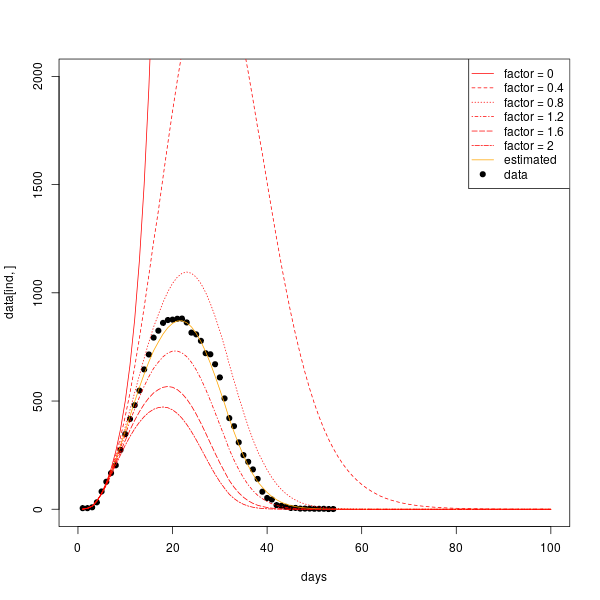 data[ind, ]
2000
1500
1000
500
0
factor = 0
factor = 0.4
factor = 0.8
factor = 1.2
factor = 1.6
factor = 2
estimated
data
0 20 40 60 80 100
days